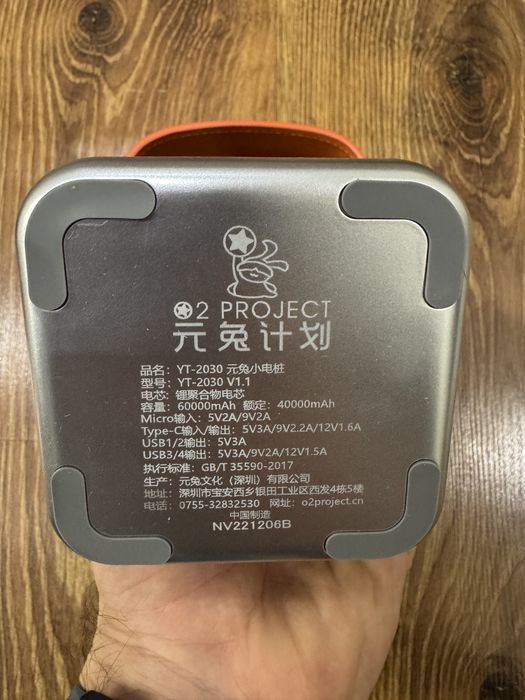 O2 PROJECT
元兔计划
品名：YT-2030 元兔小电桩
型号：YT-2030 V1.1
电芯：锂聚合物电芯
容量：60000mAh 额定：40000mAh
Micro输入：5V2A/9V2A
Type-C输入/输出：5V3A/9V2.2A/12V1.6A
USB1/2输出：5V3A
USB3/4输出：5V3A/9V2A/12V1.5A
执行标准：GB/T 35590-2017
生产：元兔文化（深圳）有限公司
地址：深圳市宝安西乡银田工业区西发4栋5楼
电话：0755-32832530 网址：o2project.cn
中国制造
NV221206B